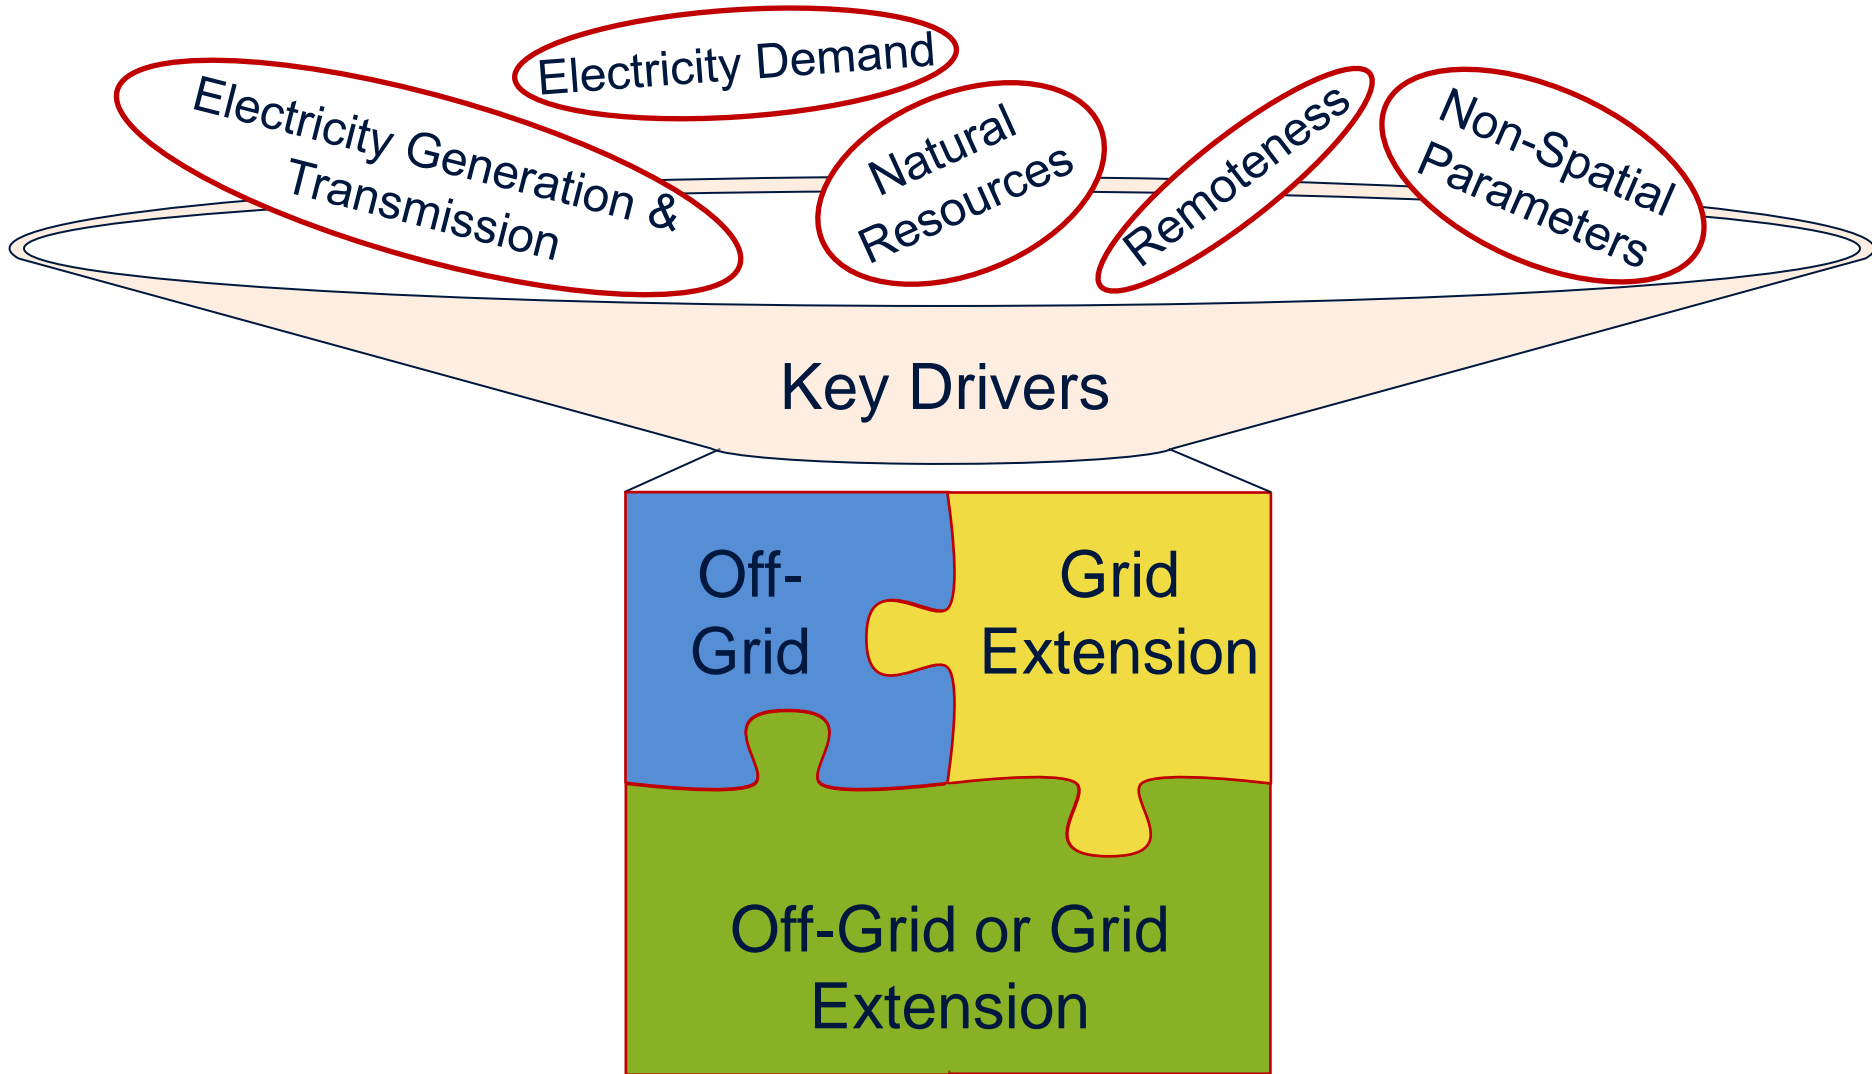 Electricity Demand
Electricity Generation &
Transmission
Natural
Resources
Remoteness
Non-Spatial
Parameters
Key Drivers
Off-
Grid
Grid
Extension
Off-Grid or Grid
Extension